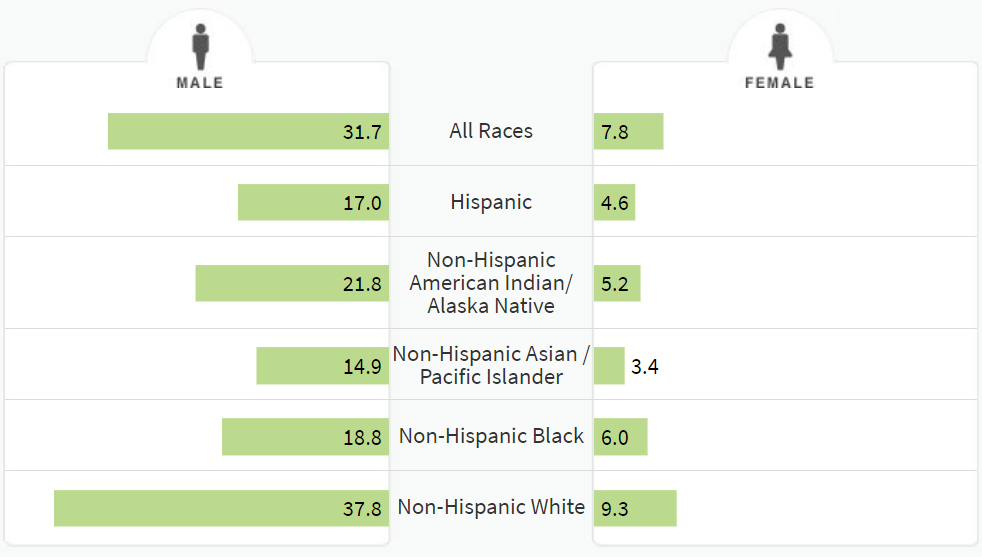 MALE
FEMALE
31.7 All Races 7.8
17.0 Hispanic 4.6
Non-Hispanic
21.8 American Indian/ 5.2
Alaska Native
Non-Hispanic Asian /
14.9 Pacific Islander 3.4
18.8 Non-Hispanic Black 6.0
37.8 Non-Hispanic White 9.3